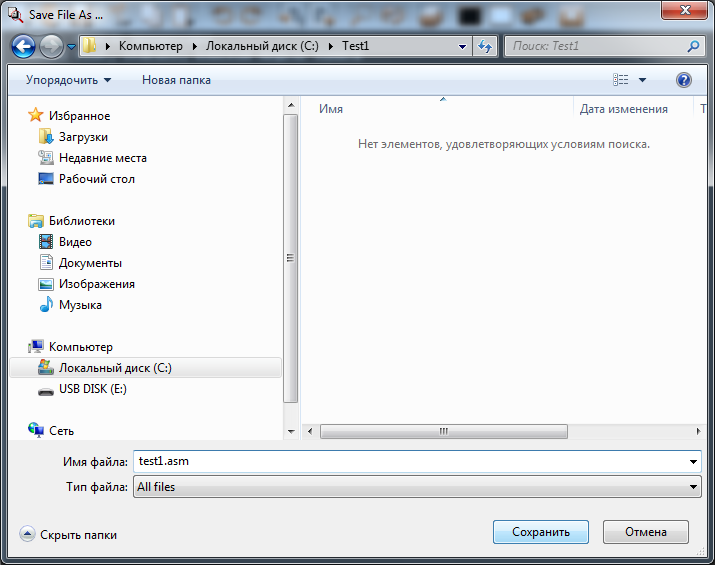 Save File As ...
Компьютер Локальный диск (C:) Test1 Поиск: Test1
Упорядочить Новая папка
Имя Дата изменения Т
Избранное
Загрузки
Недавние места
Рабочий стол
Нет элементов, удовлетворяющих условиям поиска.
Библиотеки
Видео
Документы
Изображения
Музыка
Компьютер
Локальный диск (C:)
USB DISK (E:)
Сеть
Имя файла: test1.asm
Тип файла: All files
Скрыть папки Сохранить Отмена